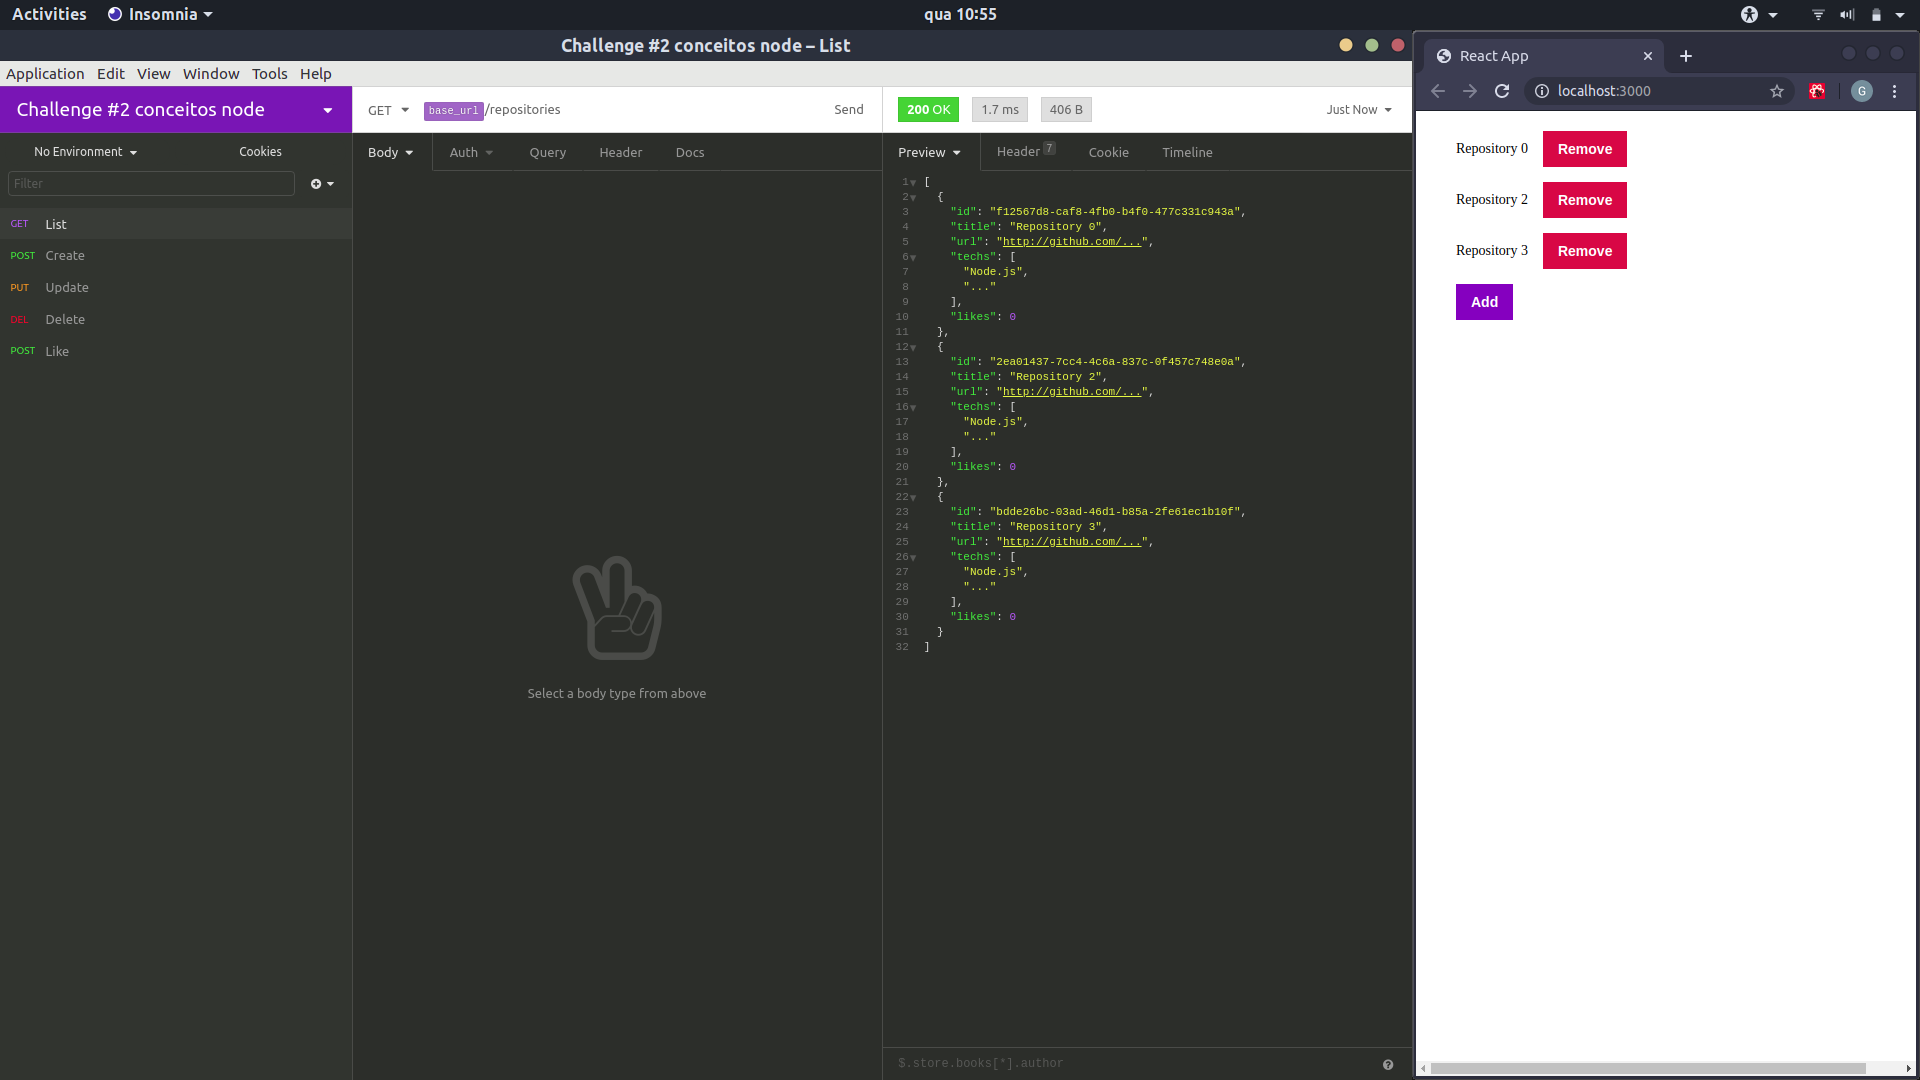 Activities
Insomnia
qua 10:55
Challenge #2 conceitos node – List
Application Edit View Window Tools Help
Challenge #2 conceitos node
GET base_url/repositories Send
200 OK 1.7 ms 406 B Just Now
No Environment Cookies
Body Auth Query Header Docs
Preview Header 7 Cookie Timeline
Filter
GET List
POST Create
PUT Update
DEL Delete
POST Like
Select a body type from above
1 [
2 {
3 "id": "f12567d8-caf8-4fb0-b4f0-477c331c943a",
4 "title": "Repository 0",
5 "url": "http://github.com/...",
6 "techs": [
7 "Node.js",
8 "..."
9 ],
10 "likes": 0
11 },
12 {
13 "id": "2ea01437-7cc4-4c6a-837c-0f457c748e0a",
14 "title": "Repository 2",
15 "url": "http://github.com/...",
16 "techs": [
17 "Node.js",
18 "..."
19 ],
20 "likes": 0
21 },
22 {
23 "id": "bdde26bc-03ad-46d1-b85a-2fe61ec1b10f",
24 "title": "Repository 3",
25 "url": "http://github.com/...",
26 "techs": [
27 "Node.js",
28 "..."
29 ],
30 "likes": 0
31 }
32 ]
$.store.books[*].author
React App
localhost:3000
G
Repository 0 Remove
Repository 2 Remove
Repository 3 Remove
Add